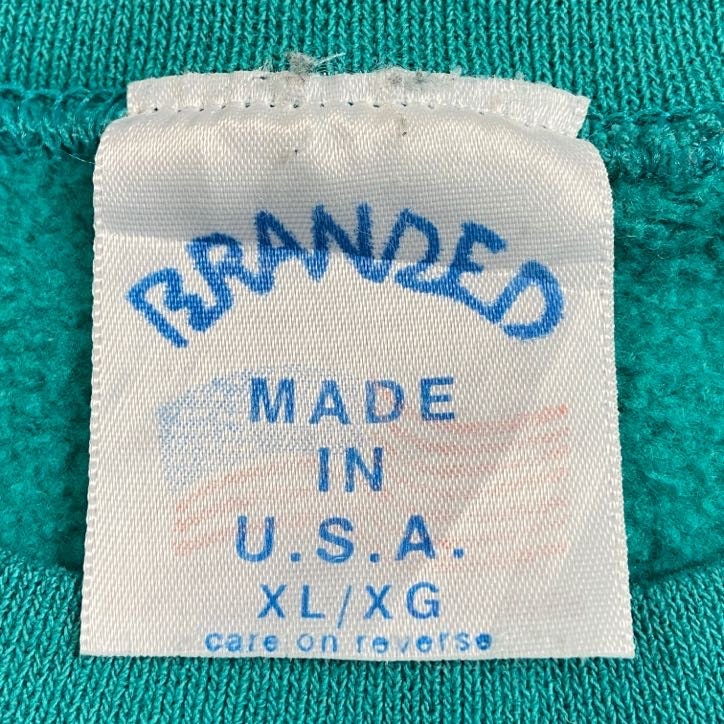 BRANDED
MADE
IN
U.S.A.
XL/XG
care on reverse